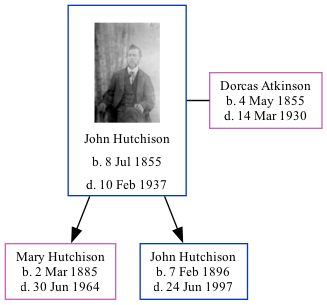 John Hutchison
b. 8 Jul 1855
d. 10 Feb 1937
Dorcas Atkinson
b. 4 May 1855
d. 14 Mar 1930
Mary Hutchison
b. 2 Mar 1885
d. 30 Jun 1964
John Hutchison
b. 7 Feb 1896
d. 24 Jun 1997